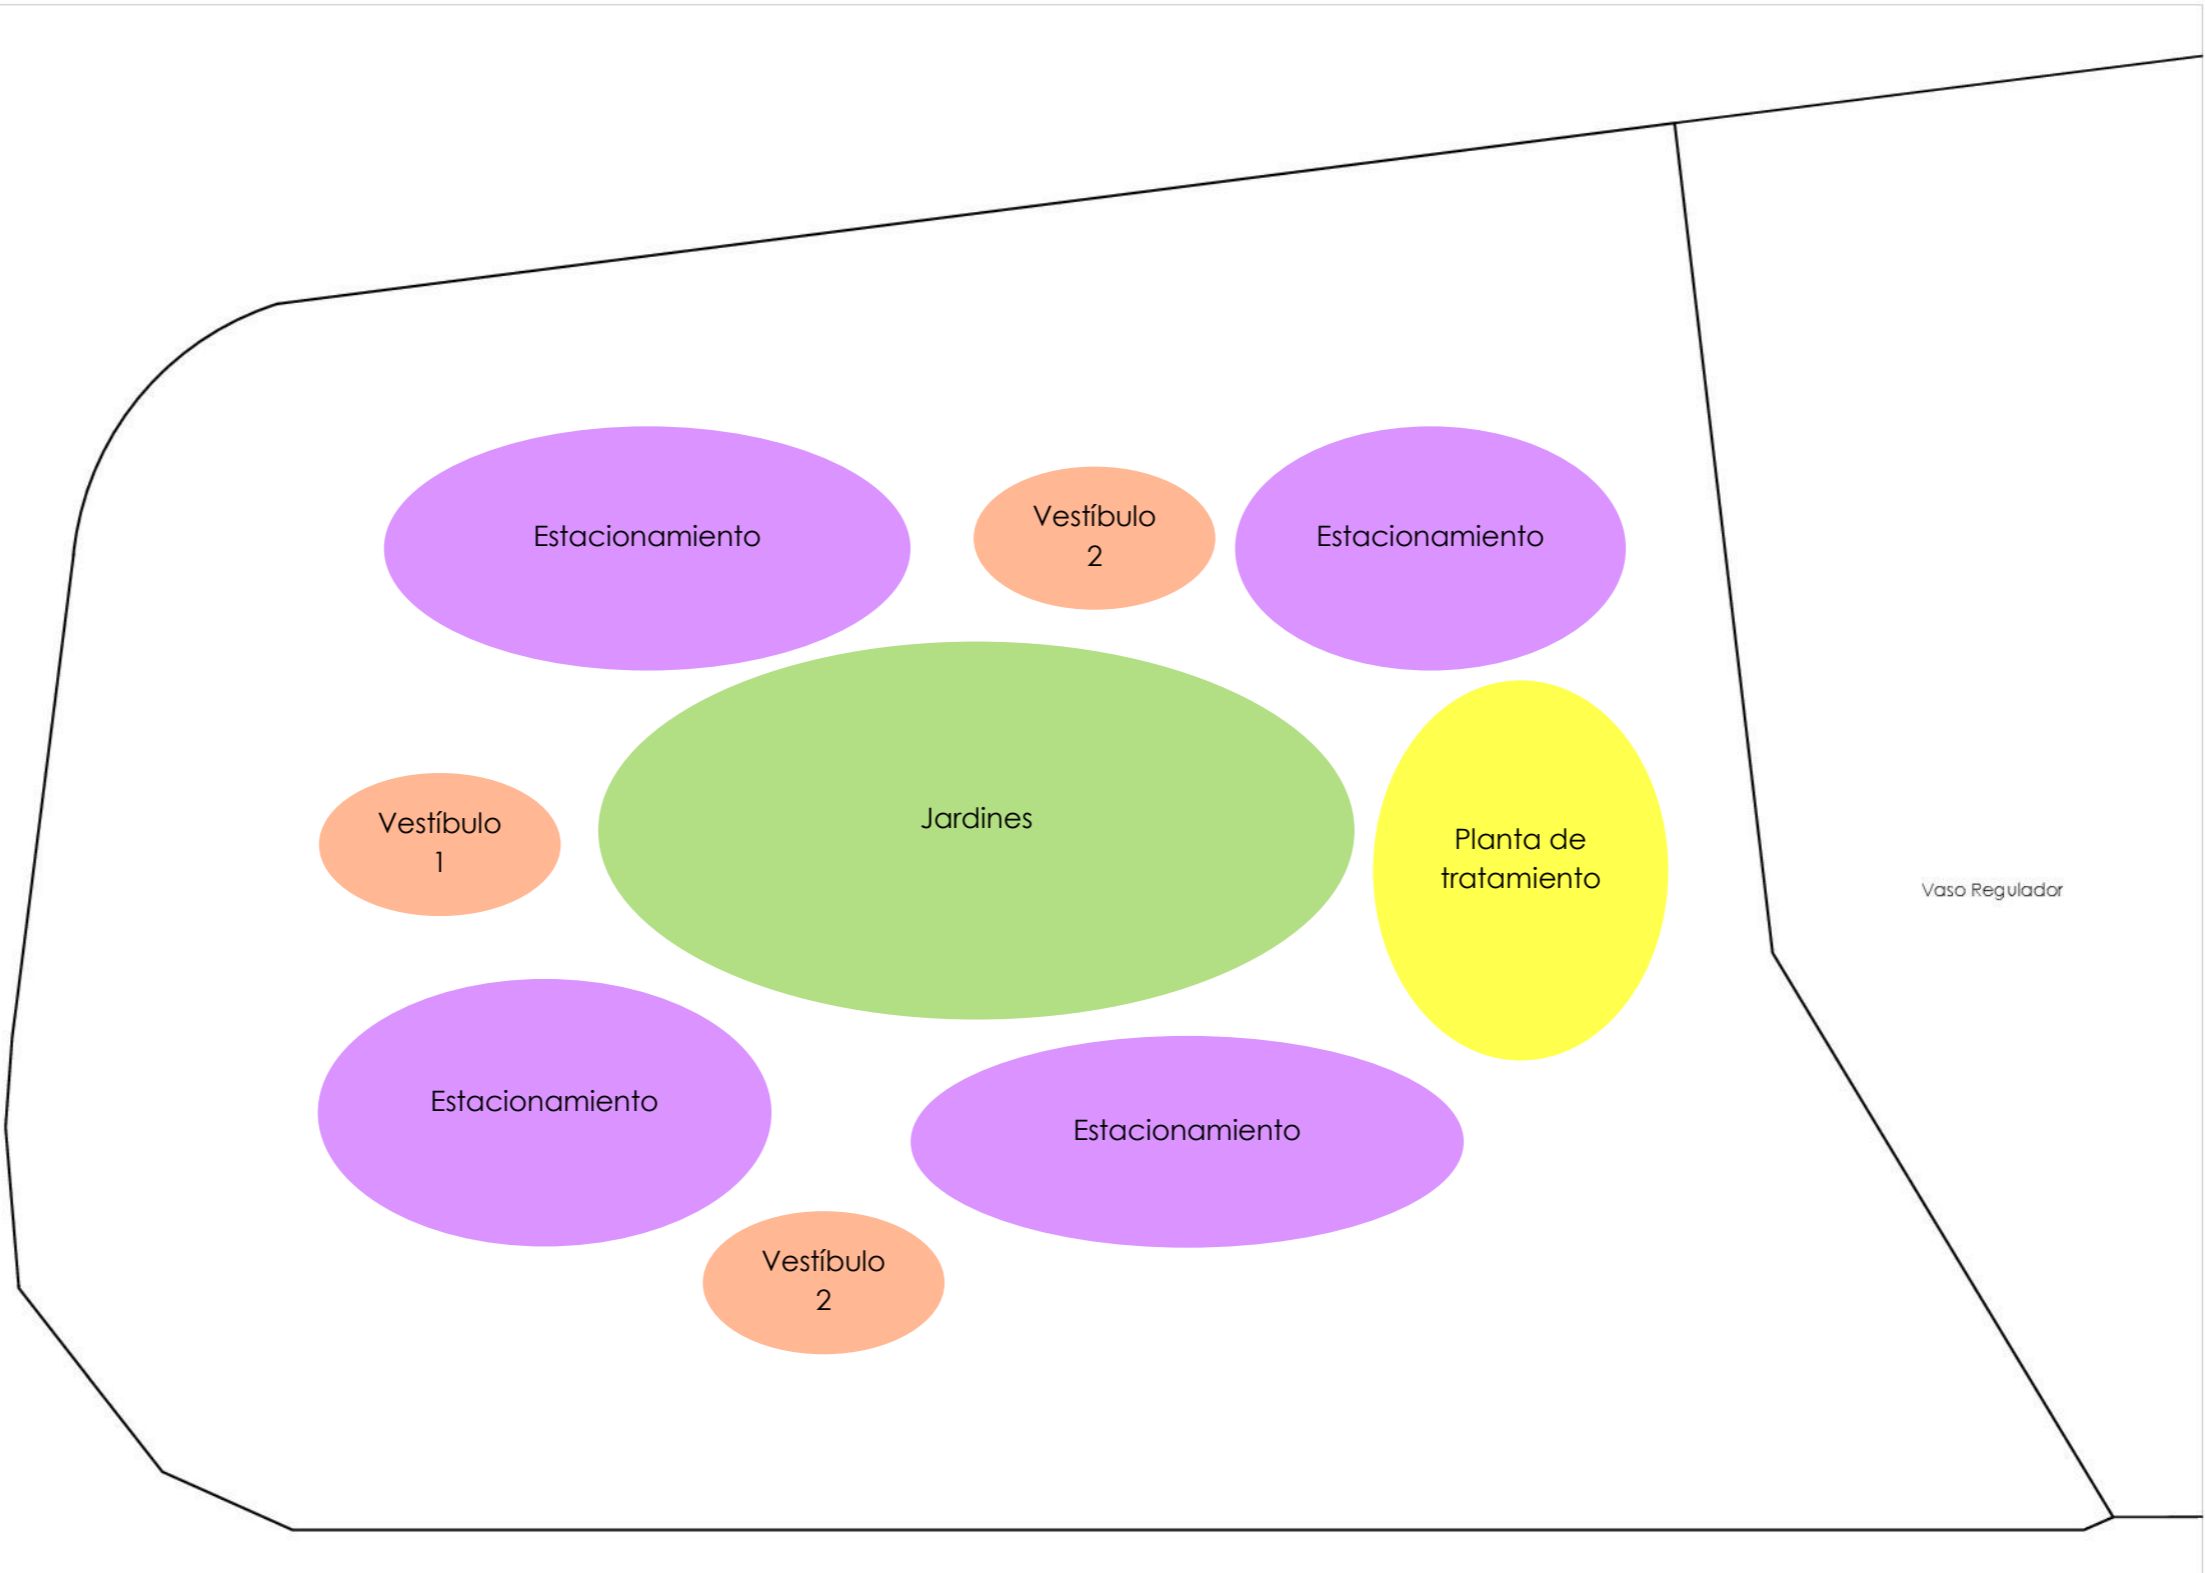 Estacionamiento
Vestíbulo
2
Estacionamiento
Vestíbulo
1
Jardines
Planta de
tratamiento
Vaso Regulador
Estacionamiento
Estacionamiento
Vestíbulo
2